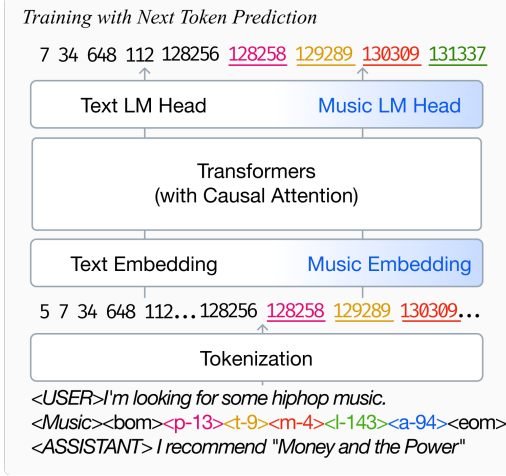 Training with Next Token Prediction
7 34 648 112 128256 128258 129289 130309 131337
Text LM Head Music LM Head
Transformers
(with Causal Attention)
Text Embedding Music Embedding
5 7 34 648 112... 128256 128258 129289 130309...
Tokenization
<USER>I'm looking for some hiphop music.
<Music><bom><p-13><t-9><m-4><l-143><a-94><eom>
<ASSISTANT> I recommend "Money and the Power"